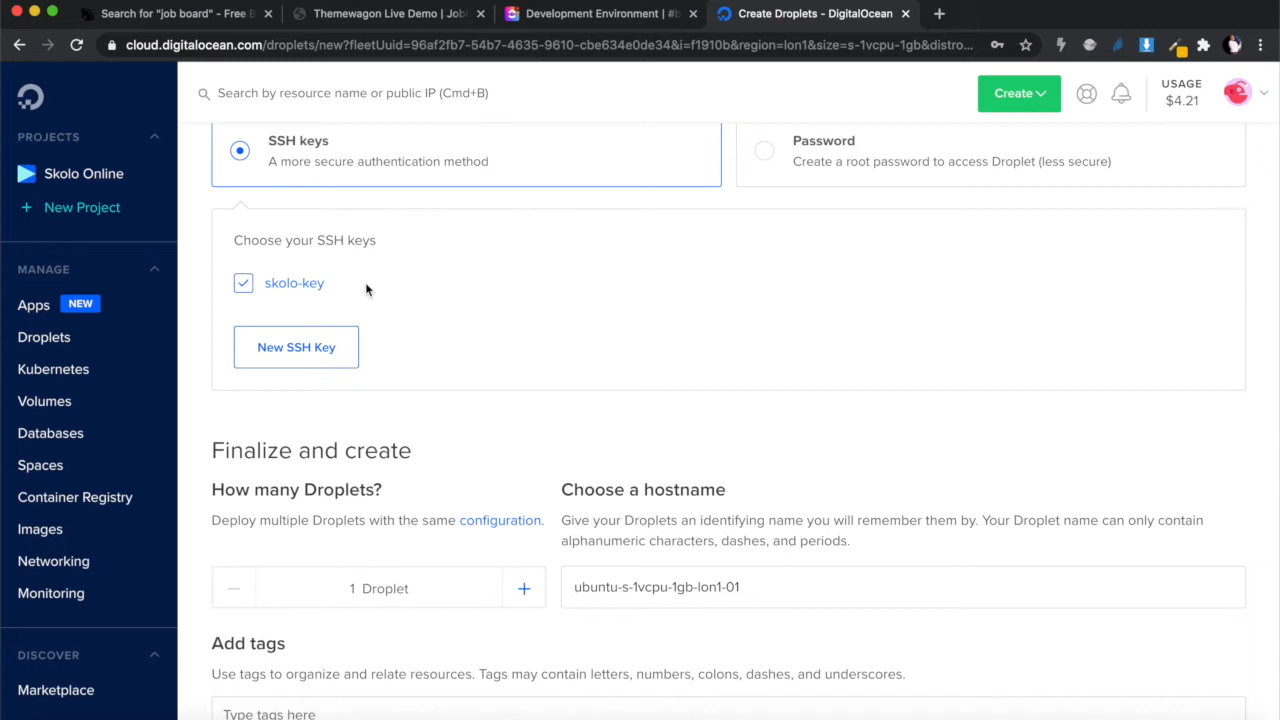 Search for "job board" - Free B
Themewagon Live Demo | Job
Development Environment | #b
Create Droplets - DigitalOcean
cloud.digitalocean.com/droplets/new?fleetUuid=96af2fb7-54b7-4635-9610-cbe634e0de34&i=f1910b&region=lon1&size=s-1vcpu-1gb&distro...
Search by resource name or public IP (Cmd+B)
Create
USAGE
$4.21
PROJECTS
Skolo Online
+ New Project
MANAGE
Apps NEW
Droplets
Kubernetes
Volumes
Databases
Spaces
Container Registry
Images
Networking
Monitoring
DISCOVER
Marketplace
SSH keys
A more secure authentication method
Password
Create a root password to access Droplet (less secure)
Choose your SSH keys
skolo-key
New SSH Key
Finalize and create
How many Droplets?
Deploy multiple Droplets with the same configuration.
1 Droplet
Choose a hostname
Give your Droplets an identifying name you will remember them by. Your Droplet name can only contain
alphanumeric characters, dashes, and periods.
ubuntu-s-1vcpu-1gb-lon1-01
Add tags
Use tags to organize and relate resources. Tags may contain letters, numbers, colons, dashes, and underscores.
Type tags here